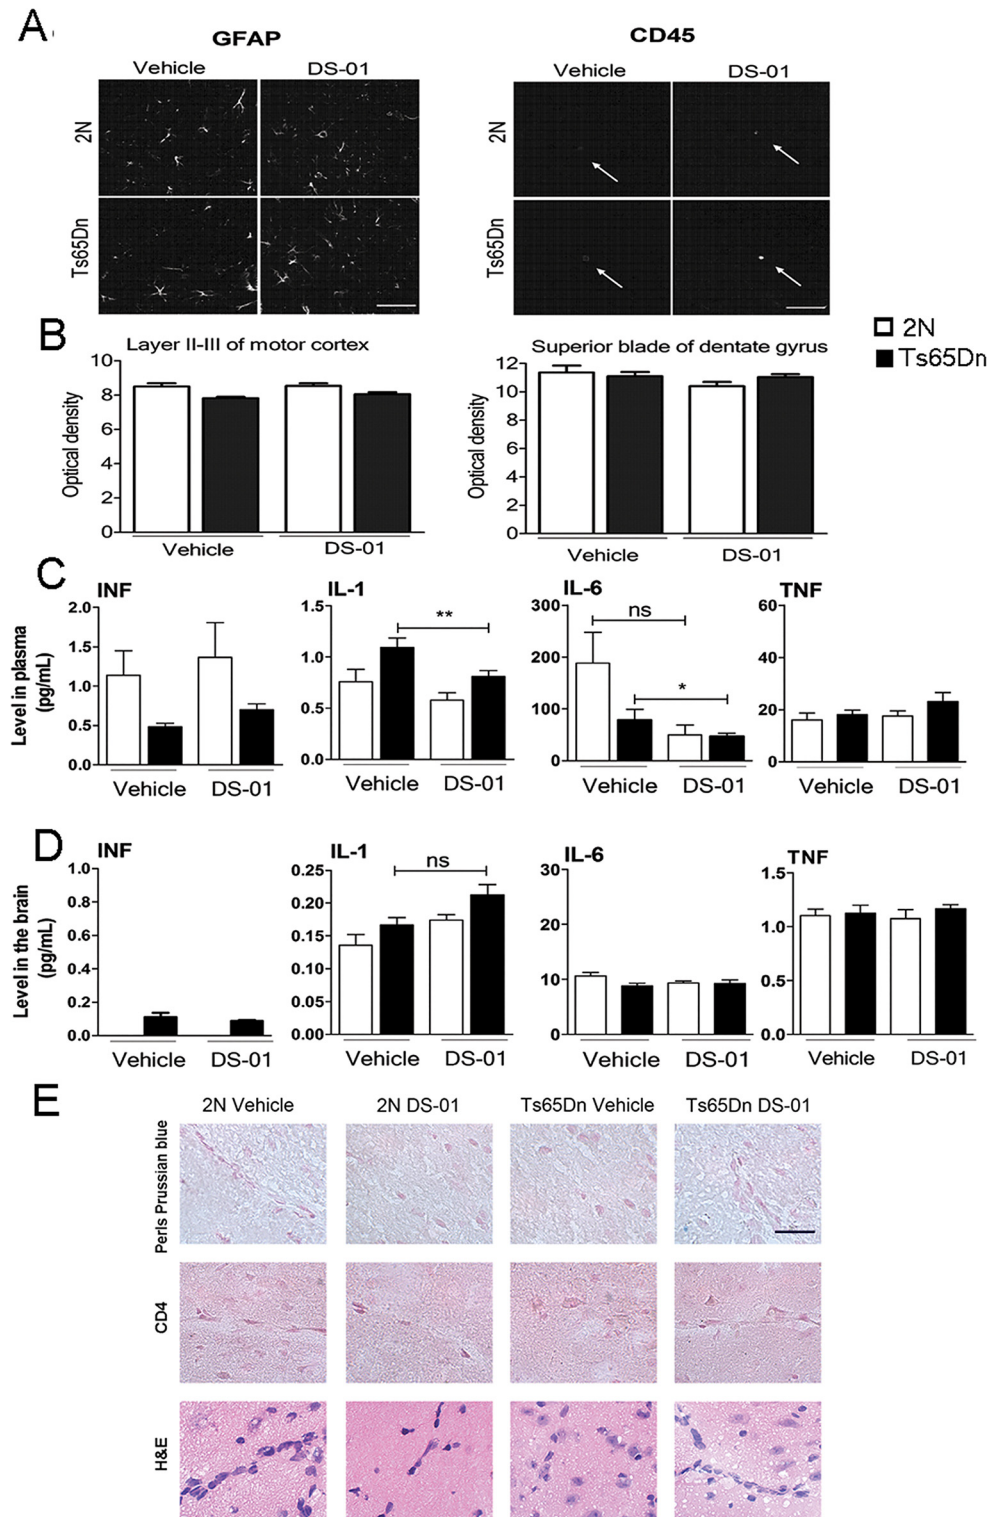 A.
GFAP
CD45
Vehicle
DS-01
Vehicle
DS-01
2N
Ts65Dn
2N
Ts65Dn
2N
Ts65Dn
B
Layer II-III of motor cortex
Optical density
10
8
6
4
2
0
Vehicle
DS-01
Superior blade of dentate gyrus
Optical density
12
10
8
6
4
2
0
Vehicle
DS-01
C
Level in plasma
(pg/mL)
INF
2.0
1.5
1.0
0.5
0.0
Vehicle
DS-01
IL-1
1.5
1.0
0.5
0.0
**
Vehicle
DS-01
IL-6
300
200
100
0
ns
*
Vehicle
DS-01
TNF
60
40
20
0
Vehicle
DS-01
D
Level in the brain
(pg/mL)
INF
1.0
0.8
0.6
0.4
0.2
0.0
Vehicle
DS-01
IL-1
0.25
0.20
0.15
0.10
0.05
0.00
ns
Vehicle
DS-01
IL-6
30
20
10
0
Vehicle
DS-01
TNF
1.5
1.0
0.5
0.0
Vehicle
DS-01
E
2N Vehicle
2N DS-01
Ts65Dn Vehicle
Ts65Dn DS-01
Perls Prussian blue
CD4
H&E